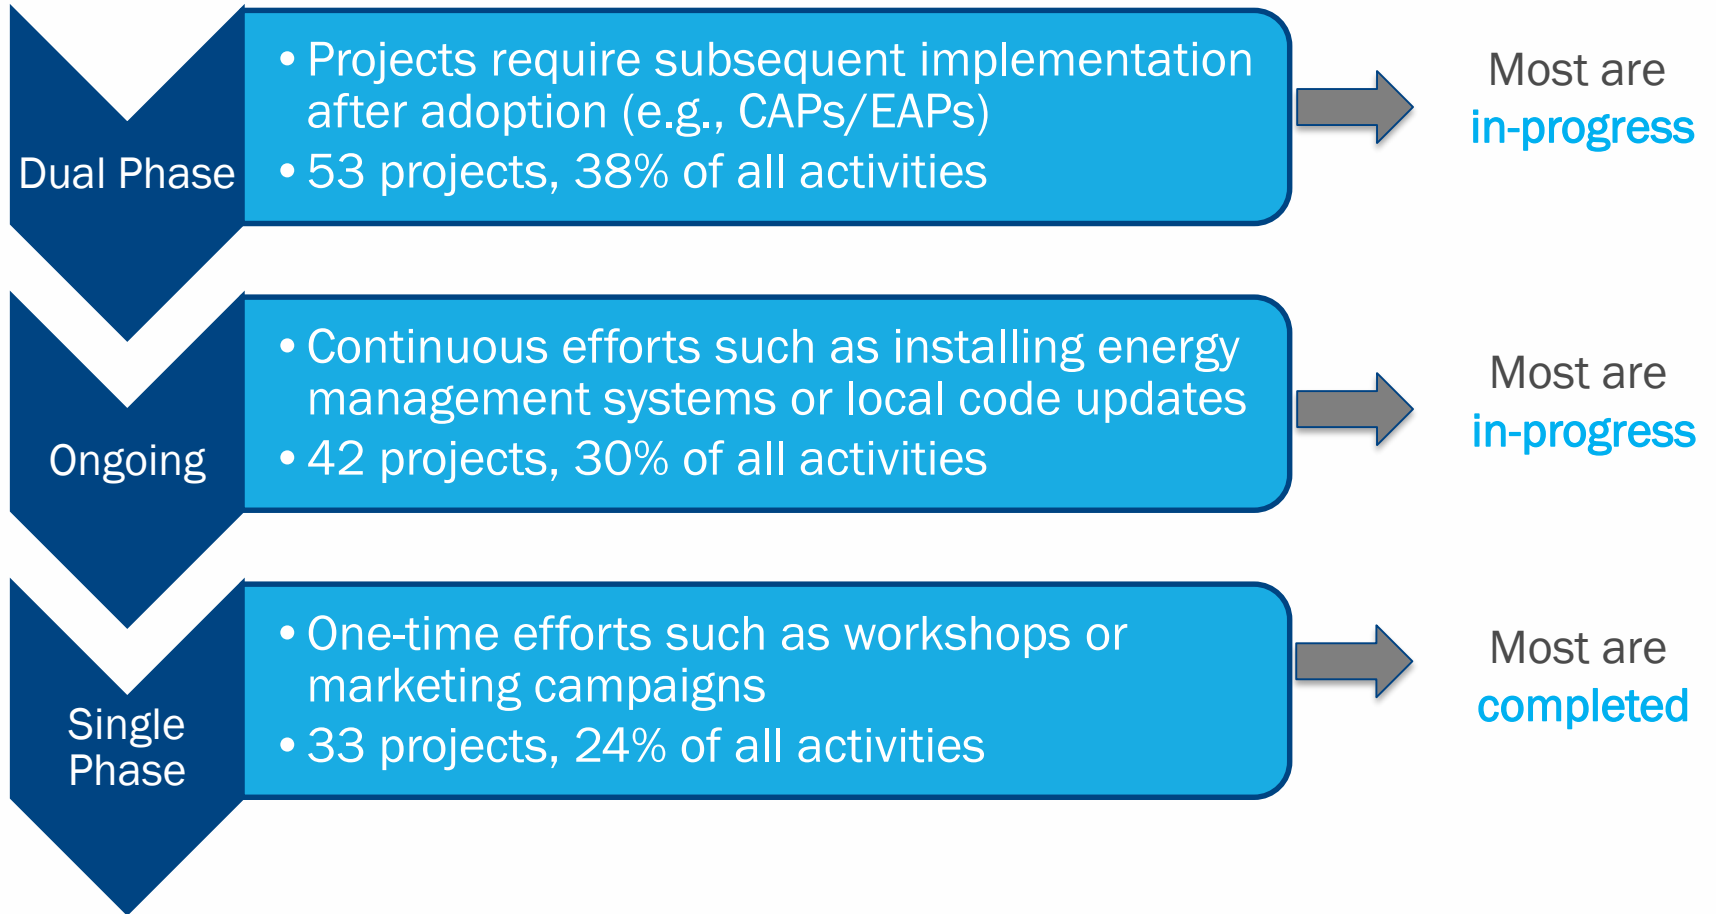 Dual Phase
• Projects require subsequent implementation
after adoption (e.g., CAPs/EAPs)
• 53 projects, 38% of all activities
Most are
in-progress
Ongoing
• Continuous efforts such as installing energy
management systems or local code updates
• 42 projects, 30% of all activities
Most are
in-progress
Single
Phase
• One-time efforts such as workshops or
marketing campaigns
• 33 projects, 24% of all activities
Most are
completed